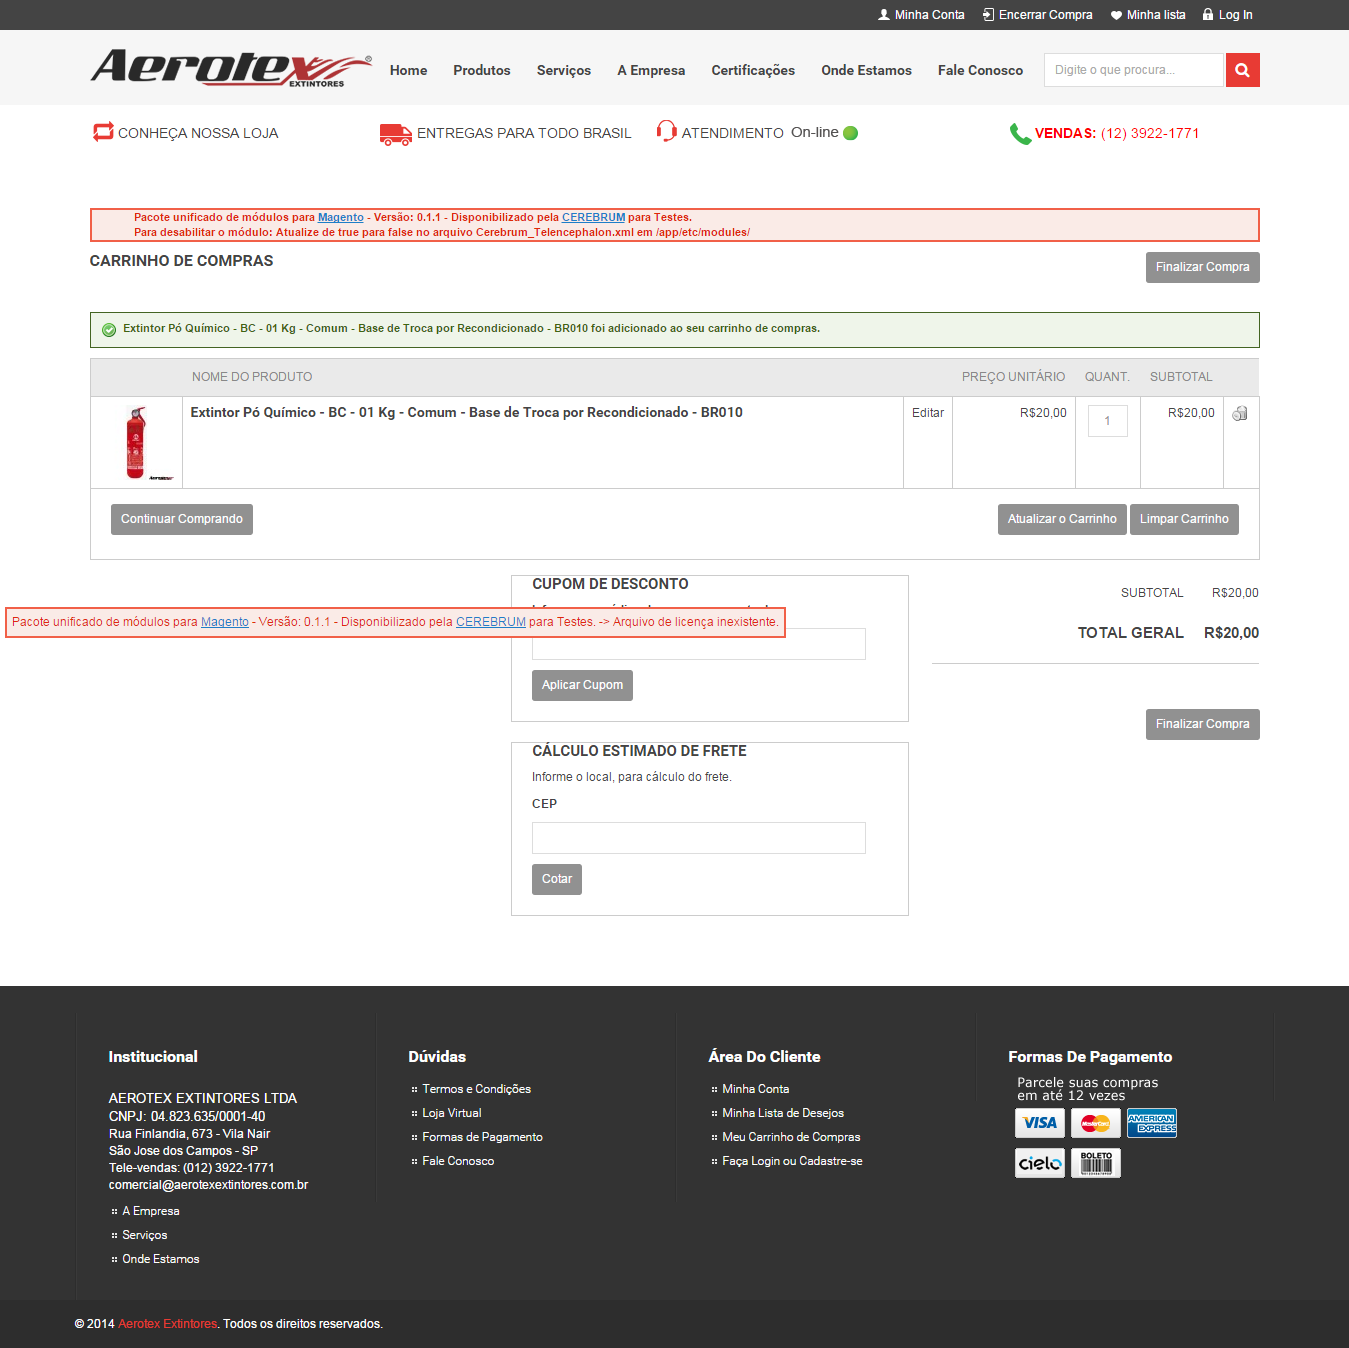 Minha Conta
Encerrar Compra
Minha lista
Log In
Aerotex®
EXTINTORES
Home
Produtos
Serviços
A Empresa
Certificações
Onde Estamos
Fale Conosco
Digite o que procura...
CONHEÇA NOSSA LOJA
ENTREGAS PARA TODO BRASIL
ATENDIMENTO On-line
VENDAS: (12) 3922-1771
Pacote unificado de módulos para Magento - Versão: 0.1.1 - Disponibilizado pela CEREBRUM para Testes.
Para desabilitar o módulo: Atualize de true para false no arquivo Cerebrum_Telencephalon.xml em /app/etc/modules/
CARRINHO DE COMPRAS
Finalizar Compra
Extintor Pó Químico - BC - 01 Kg - Comum - Base de Troca por Recondicionado - BR010 foi adicionado ao seu carrinho de compras.
NOME DO PRODUTO
PREÇO UNITÁRIO
QUANT.
SUBTOTAL
Extintor Pó Químico - BC - 01 Kg - Comum - Base de Troca por Recondicionado - BR010
Editar
R$20,00
1
R$20,00
Aerotex
Continuar Comprando
Atualizar o Carrinho
Limpar Carrinho
CUPOM DE DESCONTO
Pacote unificado de módulos para Magento - Versão: 0.1.1 - Disponibilizado pela CEREBRUM para Testes. -> Arquivo de licença inexistente.
Aplicar Cupom
SUBTOTAL R$20,00
TOTAL GERAL R$20,00
Finalizar Compra
CÁLCULO ESTIMADO DE FRETE
Informe o local, para cálculo do frete.
CEP
Cotar
Institucional
AEROTEX EXTINTORES LTDA
CNPJ: 04.823.635/0001-40
Rua Finlandia, 673 - Vila Nair
São Jose dos Campos - SP
Tele-vendas: (012) 3922-1771
comercial@aerotexextintores.com.br
A Empresa
Serviços
Onde Estamos
Dúvidas
Termos e Condições
Loja Virtual
Formas de Pagamento
Fale Conosco
Área Do Cliente
Minha Conta
Minha Lista de Desejos
Meu Carrinho de Compras
Faça Login ou Cadastre-se
Formas De Pagamento
Parcele suas compras
em até 12 vezes
VISA
MasterCard
AMERICAN EXPRESS
cielo
BOLETO
© 2014 Aerotex Extintores. Todos os direitos reservados.